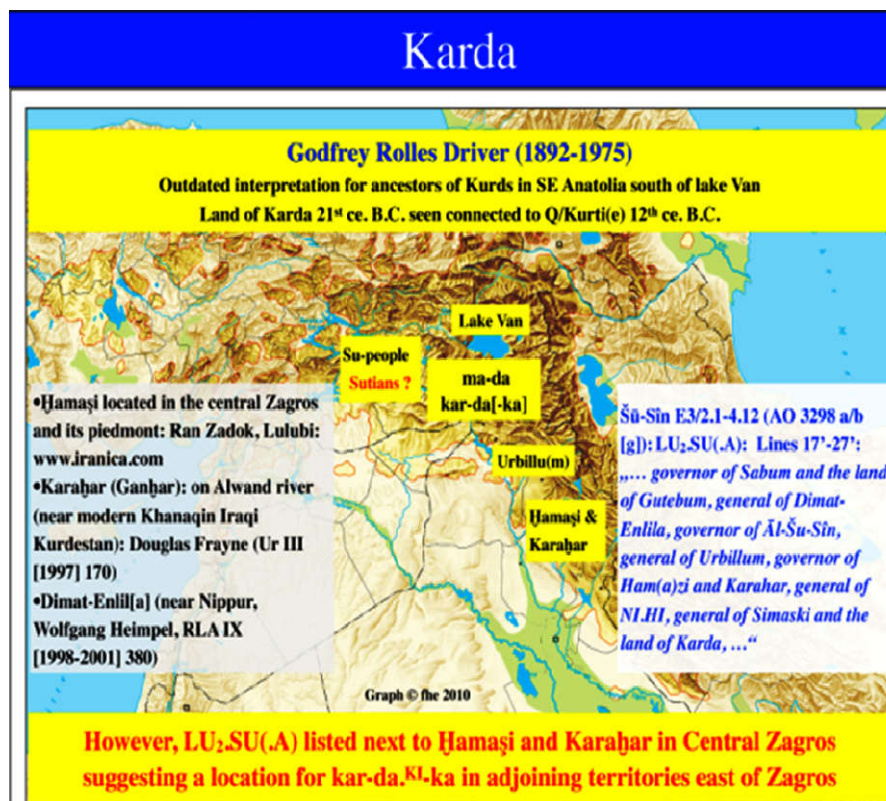 Karda
Godfrey Rolles Driver (1892-1975)
Outdated interpretation for ancestors of Kurds in SE Anatolia south of lake Van
Land of Karda 21st ce. B.C. seen connected to Q/Kurti(e) 12th ce. B.C.
Lake Van
Su-people
Sutians ?
ma-da
kar-da[-ka]
Urbillu(m)
Ḫamaşi &
Karaḫar
•Ḫamaşi located in the central Zagros
and its piedmont: Ran Zadok, Lulubi:
www.iranica.com
•Karaḫar (Ganḫar): on Alwand river
(near modern Khanaqin Iraqi
Kurdestan): Douglas Frayne (Ur III
[1997] 170)
•Dimat-Enlil[a] (near Nippur,
Wolfgang Heimpel, RLA IX
[1998-2001] 380)
Šū-Sîn E3/2.1-4.12 (AO 3298 a/b
[g]): LU₂.SU(.A): Lines 17'-27':
„… governor of Sabum and the land
of Gutebum, general of Dimat-
Enlila, governor of Āl-Šu-Sîn,
general of Urbillum, governor of
Ham(a)zi and Karahar, general of
NI.HI, general of Simaski and the
land of Karda, …“
Graph © fhe 2010
However, LU₂.SU(.A) listed next to Ḫamaşi and Karaḫar in Central Zagros
suggesting a location for kar-da.ᴷᴵ-ka in adjoining territories east of Zagros